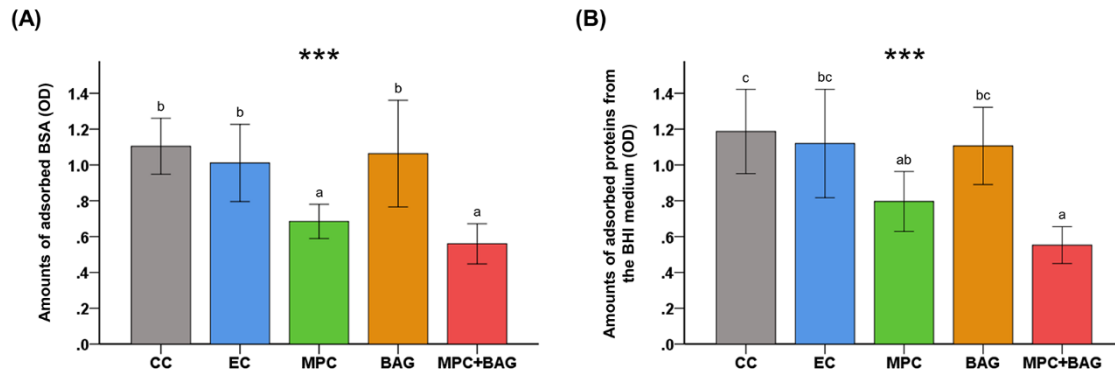 (A)
Amounts of adsorbed BSA (OD)
***
1.4
1.2
1.0
.8
.6
.4
.2
.0
b
b
a
b
a
CC EC MPC BAG MPC+BAG
(B)
Amounts of adsorbed proteins from
the BHI medium (OD)
***
1.4
1.2
1.0
.8
.6
.4
.2
.0
c
bc
ab
bc
a
CC EC MPC BAG MPC+BAG